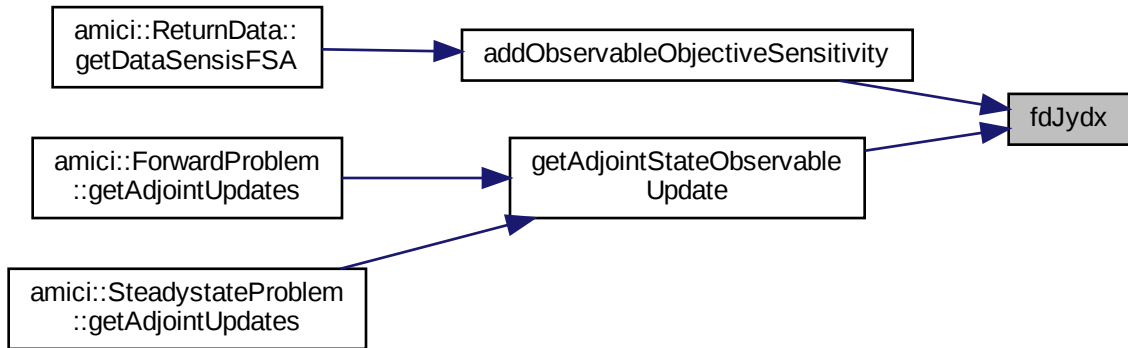 amici::ReturnData::
getDataSensisFSA
addObservableObjectiveSensitivity
fdJydx
amici::ForwardProblem
::getAdjointUpdates
getAdjointStateObservable
Update
amici::SteadystateProblem
::getAdjointUpdates